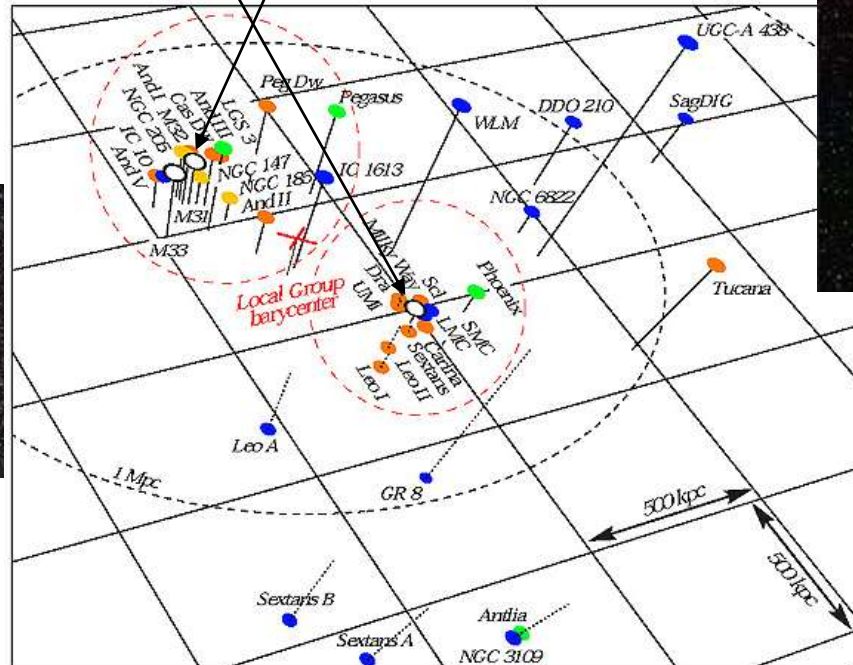 UGC-A 438
Peg Dw
Pegasus
WLM
DDO 210
SagDIG
LGS 3
And III
Cas D
M32
And I
NGC 205
IC 10
And V
NGC 147
NGC 185
And II
IC 1613
NGC 6822
M31
M33
Local Group
barycenter
Milky Way
Dra
UMi
Scl
Phoenix
LMC
SMC
Carina
Sextans
Leo II
Leo I
Tucana
Leo A
GR 8
1 Mpc
500 kpc
500 kpc
Sextans B
Sextans A
Antlia
NGC 3109